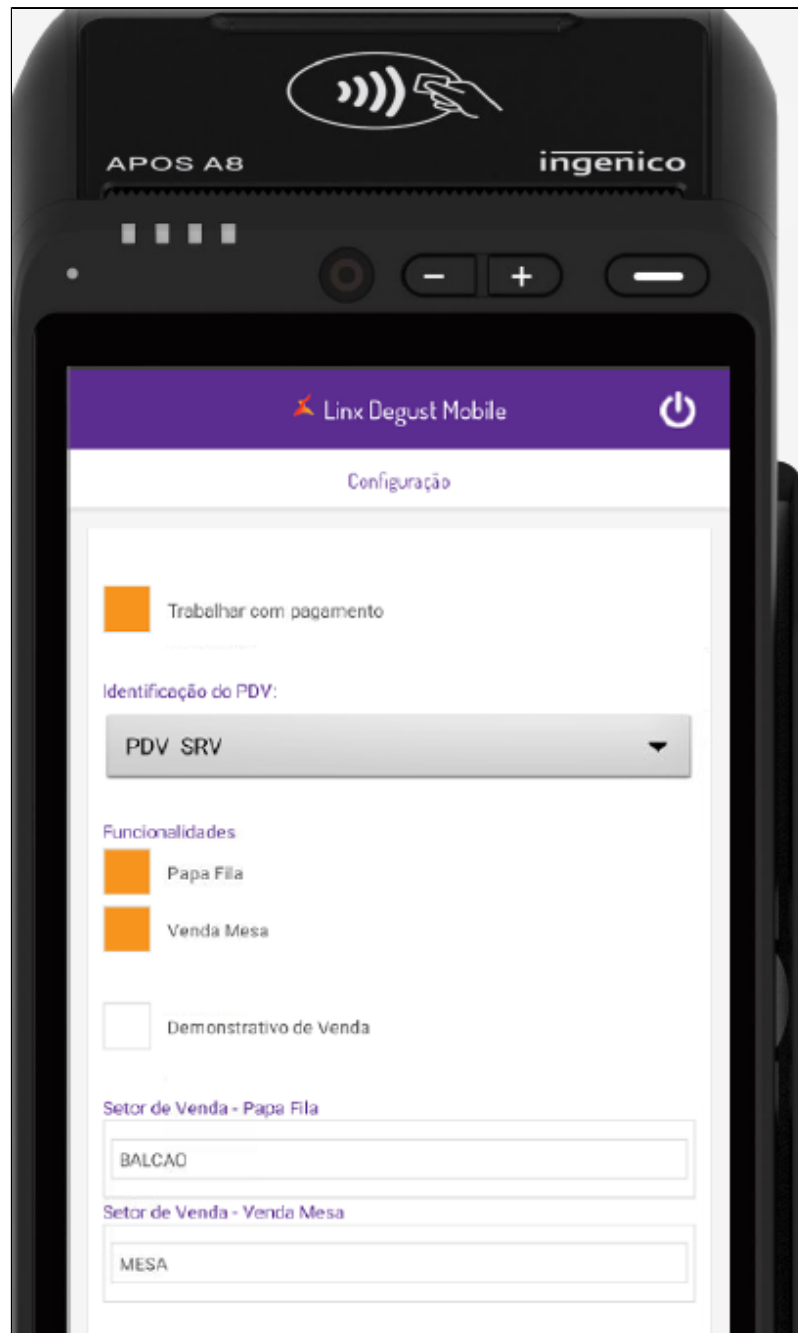 APOS A8
ingenico
- +
Linx Degust Mobile
Configuração
Trabalhar com pagamento
Identificação do PDV:
PDV SRV
Funcionalidades
Papa Fila
Venda Mesa
Demonstrativo de Venda
Setor de Venda - Papa Fila
BALCAO
Setor de Venda - Venda Mesa
MESA